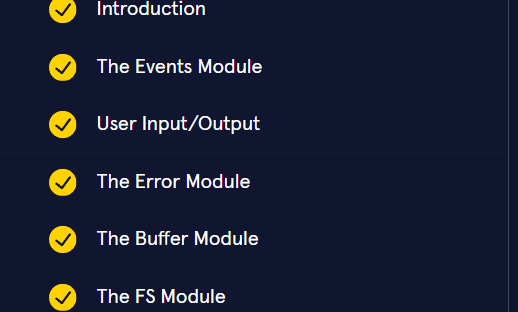 Introduction
The Events Module
User Input/Output
The Error Module
The Buffer Module
The FS Module